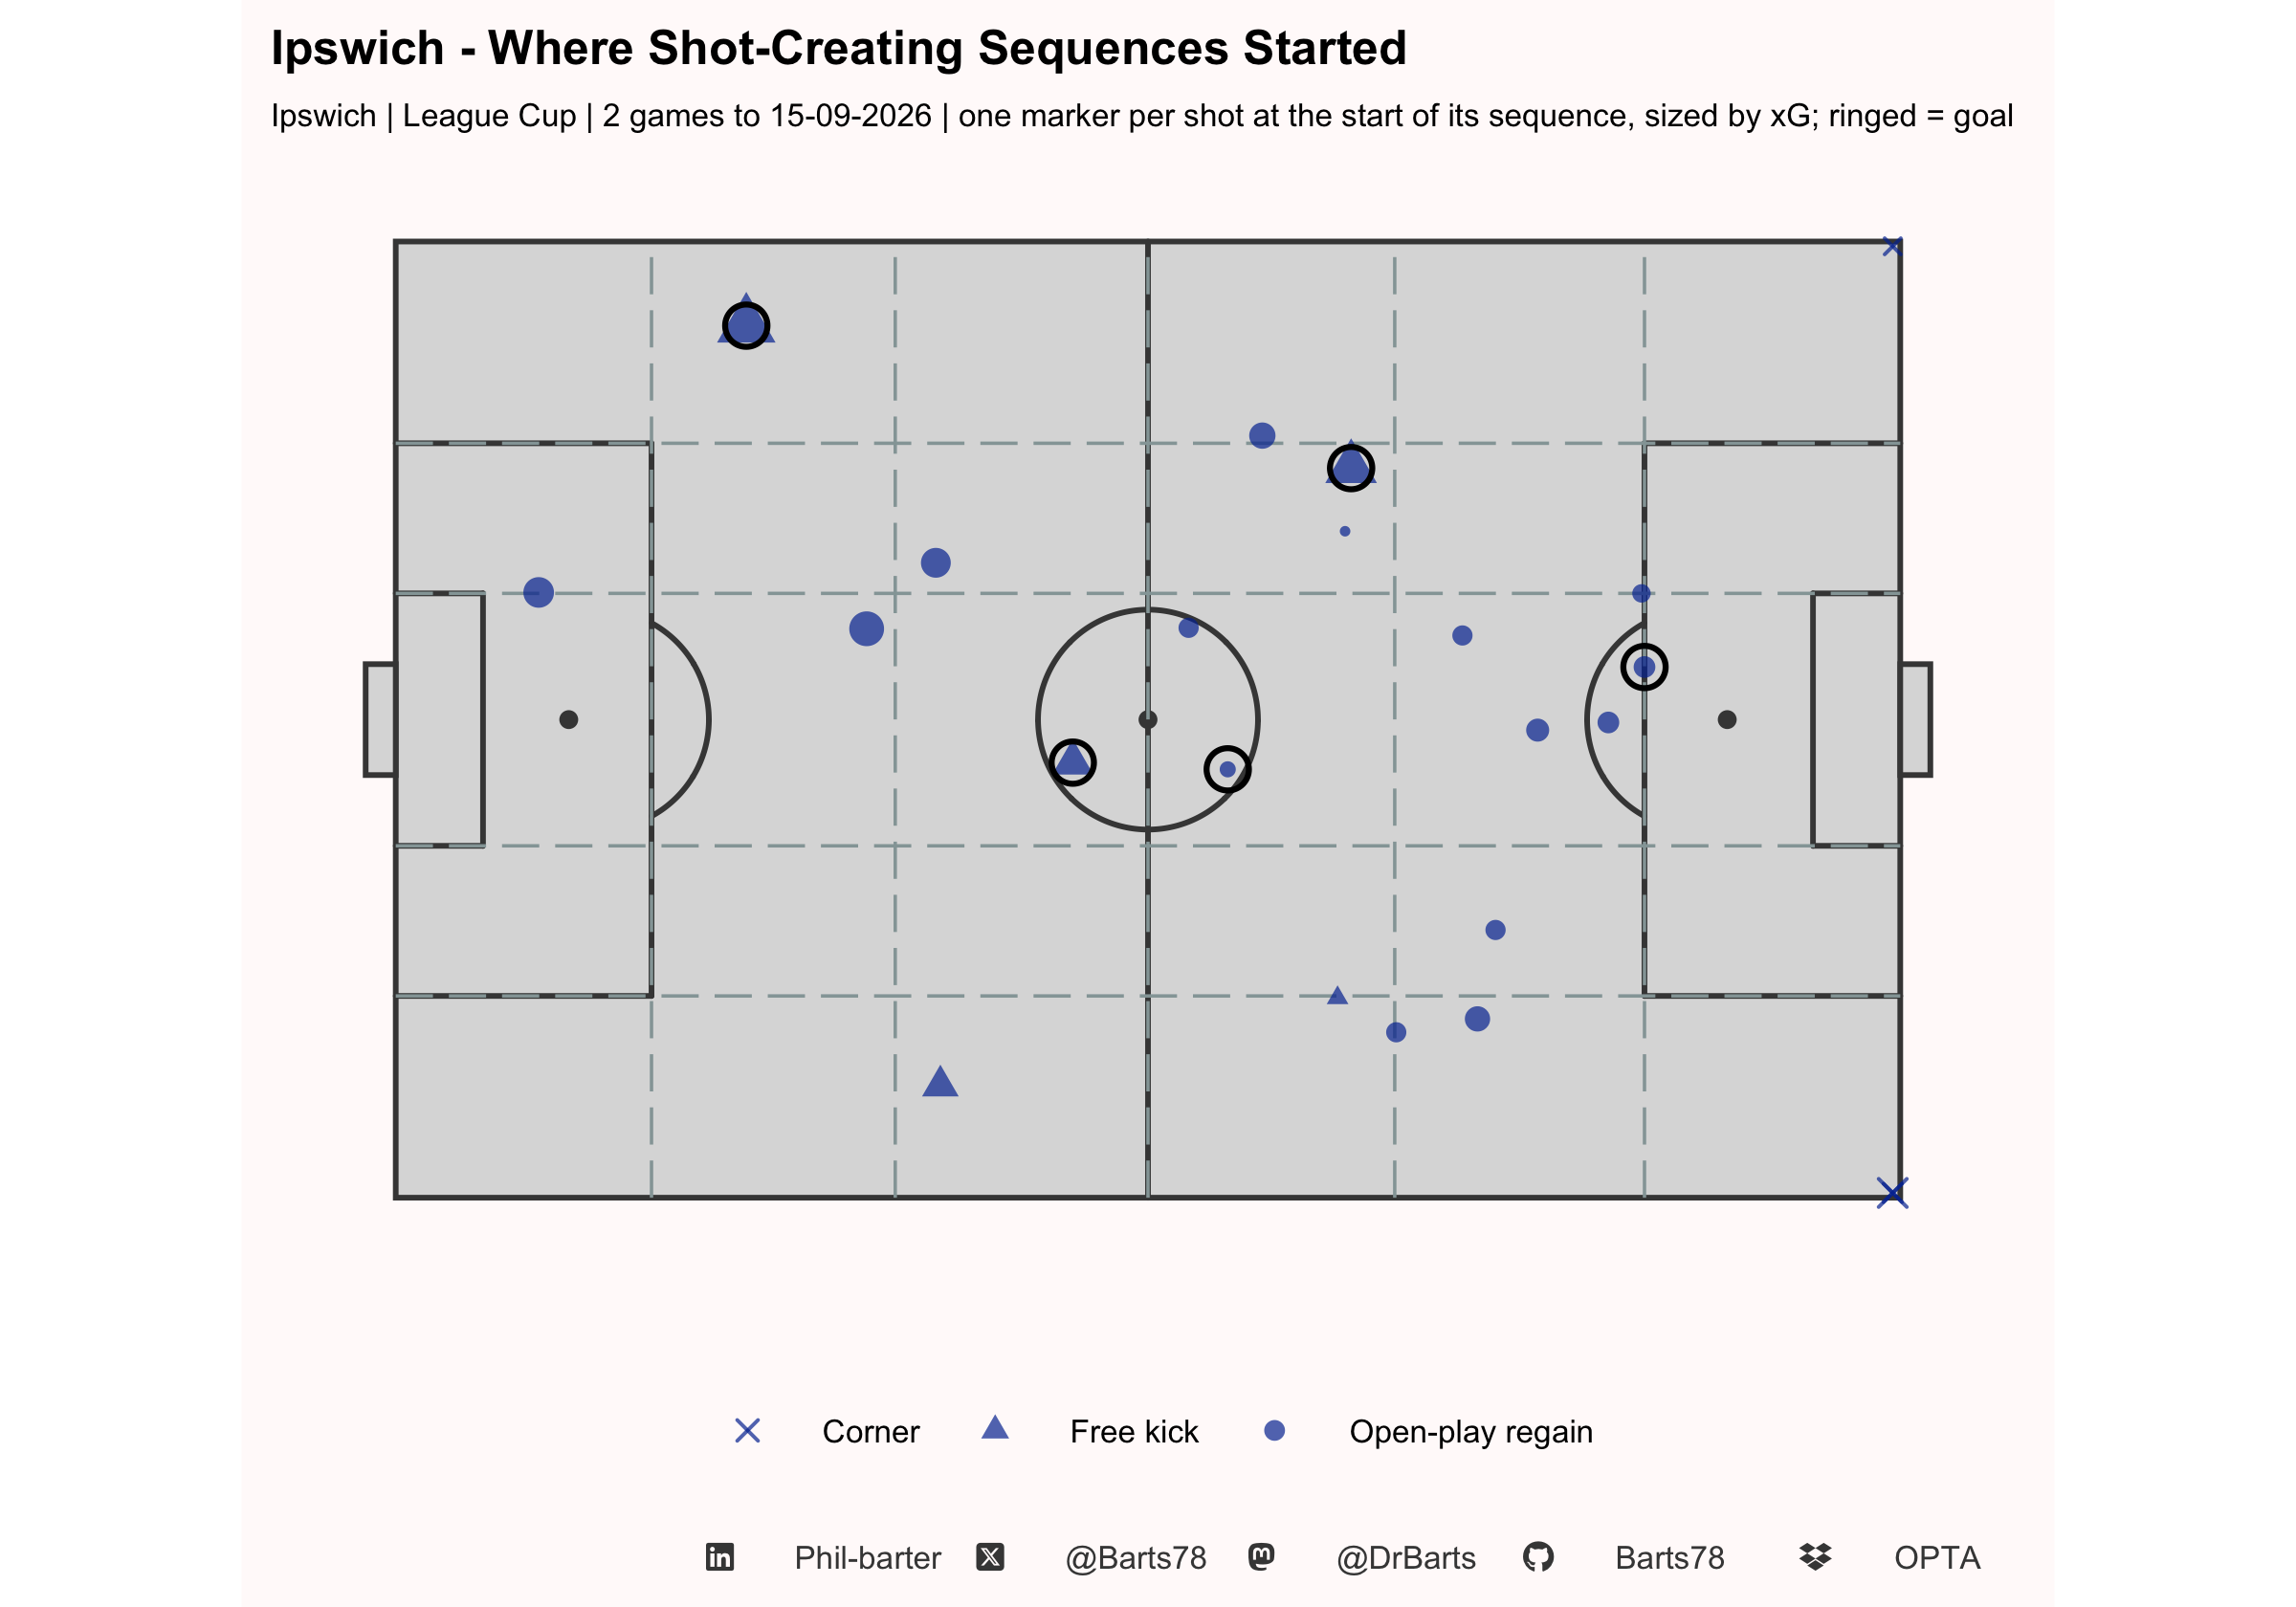 Ipswich - Where Shot-Creating Sequences Started
Ipswich | League Cup | 2 games to 15-09-2026 | one marker per shot at the start of its sequence, sized by xG; ringed = goal
Corner Free kick Open-play regain
Phil-barter @Barts78 @DrBarts Barts78 OPTA